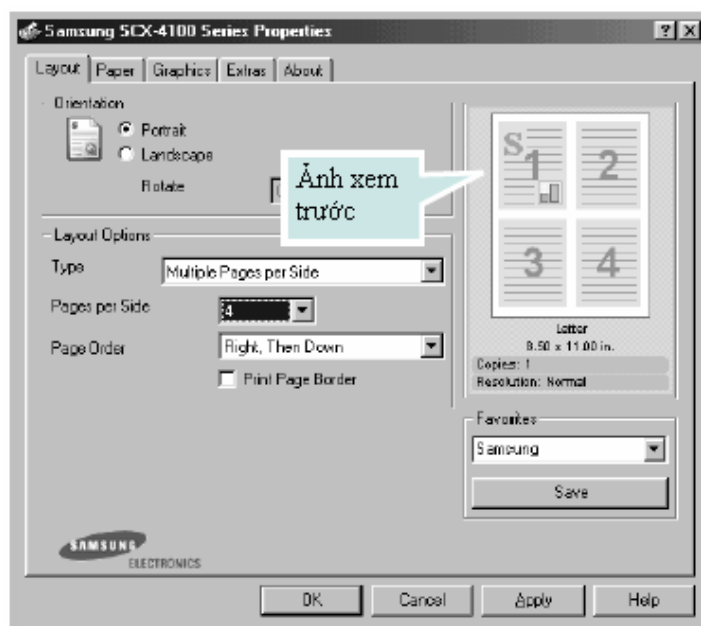 Samsung SCX-4100 Series Properties
Layout Paper Graphics Extras About
Orientation
Portrait
Landscape
Rotate
Ảnh xem
trước
Layout Options
Type Multiple Pages per Side
Pages per Side 4
Page Order Right, Then Down
Print Page Border
S
1 2
3 4
Letter
8.50 x 11.00 in.
Copies: 1
Resolution: Normal
Favorites
Samsung
Save
SAMSUNG
ELECTRONICS
OK Cancel Apply Help